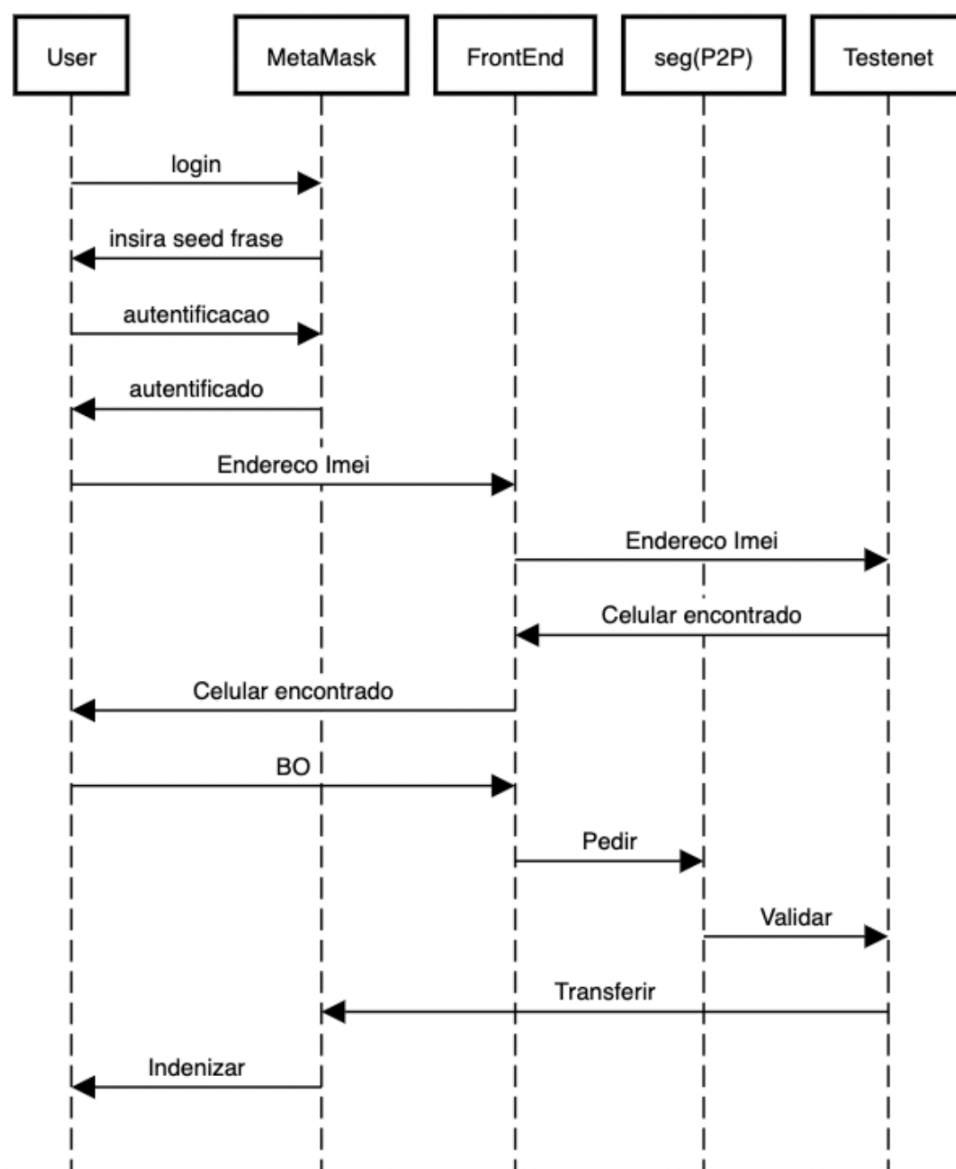 User
MetaMask
FrontEnd
seg(P2P)
Testenet
login
insira seed frase
autentificacao
autentificado
Endereco Imei
Endereco Imei
Celular encontrado
Celular encontrado
BO
Pedir
Validar
Transferir
Indenizar